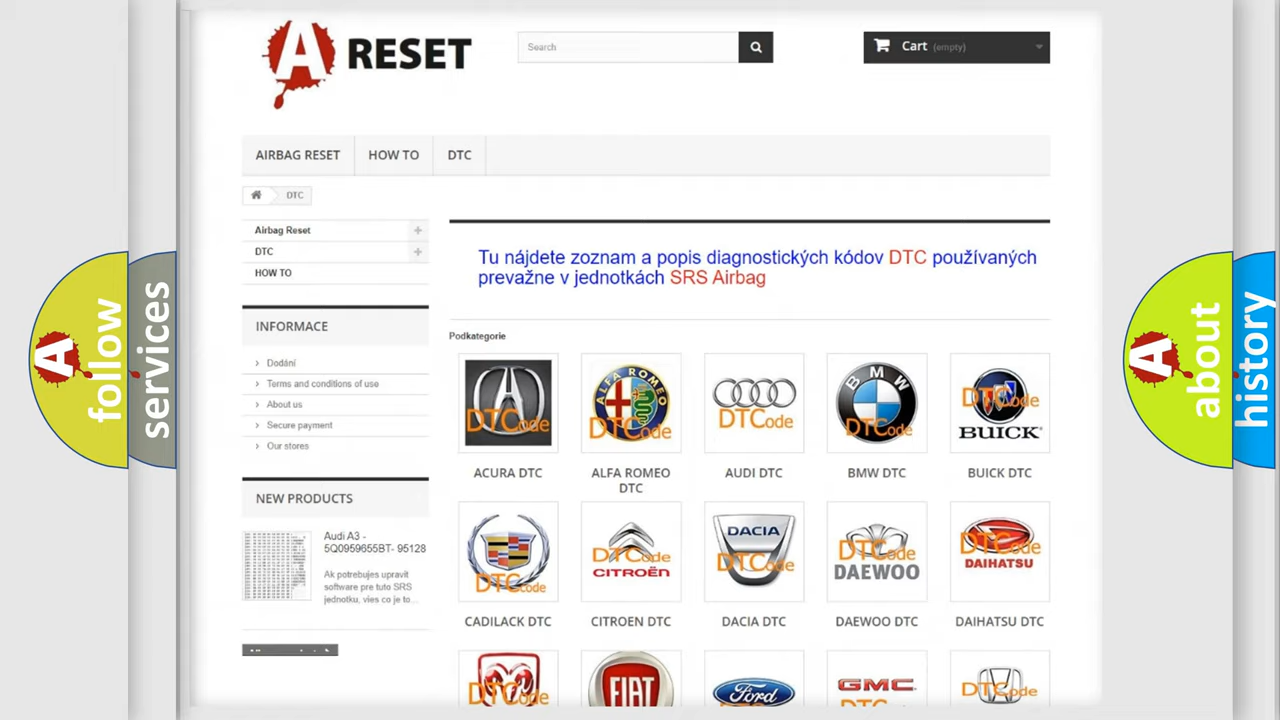 A RESET
Search
Cart (empty)
AIRBAG RESET
HOW TO
DTC
DTC
Airbag Reset
DTC
HOW TO
INFORMACE
Dodání
Terms and conditions of use
About us
Secure payment
Our stores
NEW PRODUCTS
Audi A3 -
5Q0959655BT- 95128
Ak potrebujes upravit
software pre tuto SRS
jednotku, vies co je to...
Tu nájdete zoznam a popis diagnostických kódov DTC používaných
prevažne v jednotkách SRS Airbag
Podkategorie
DTCode
ALFA ROMEO
DTCode
DTCode
BMW
DTCode
DTCode
BUICK
ACURA DTC
ALFA ROMEO
DTC
AUDI DTC
BMW DTC
BUICK DTC
DTCode
DTCode
CITROËN
DACIA
DTCode
DTCode
DAEWOO
DTCode
DAIHATSU
CADILACK DTC
CITROEN DTC
DACIA DTC
DAEWOO DTC
DAIHATSU DTC
DTCode
FIAT
Ford
DTCode
GMC
DTCode
A
follow
services
A
about
history